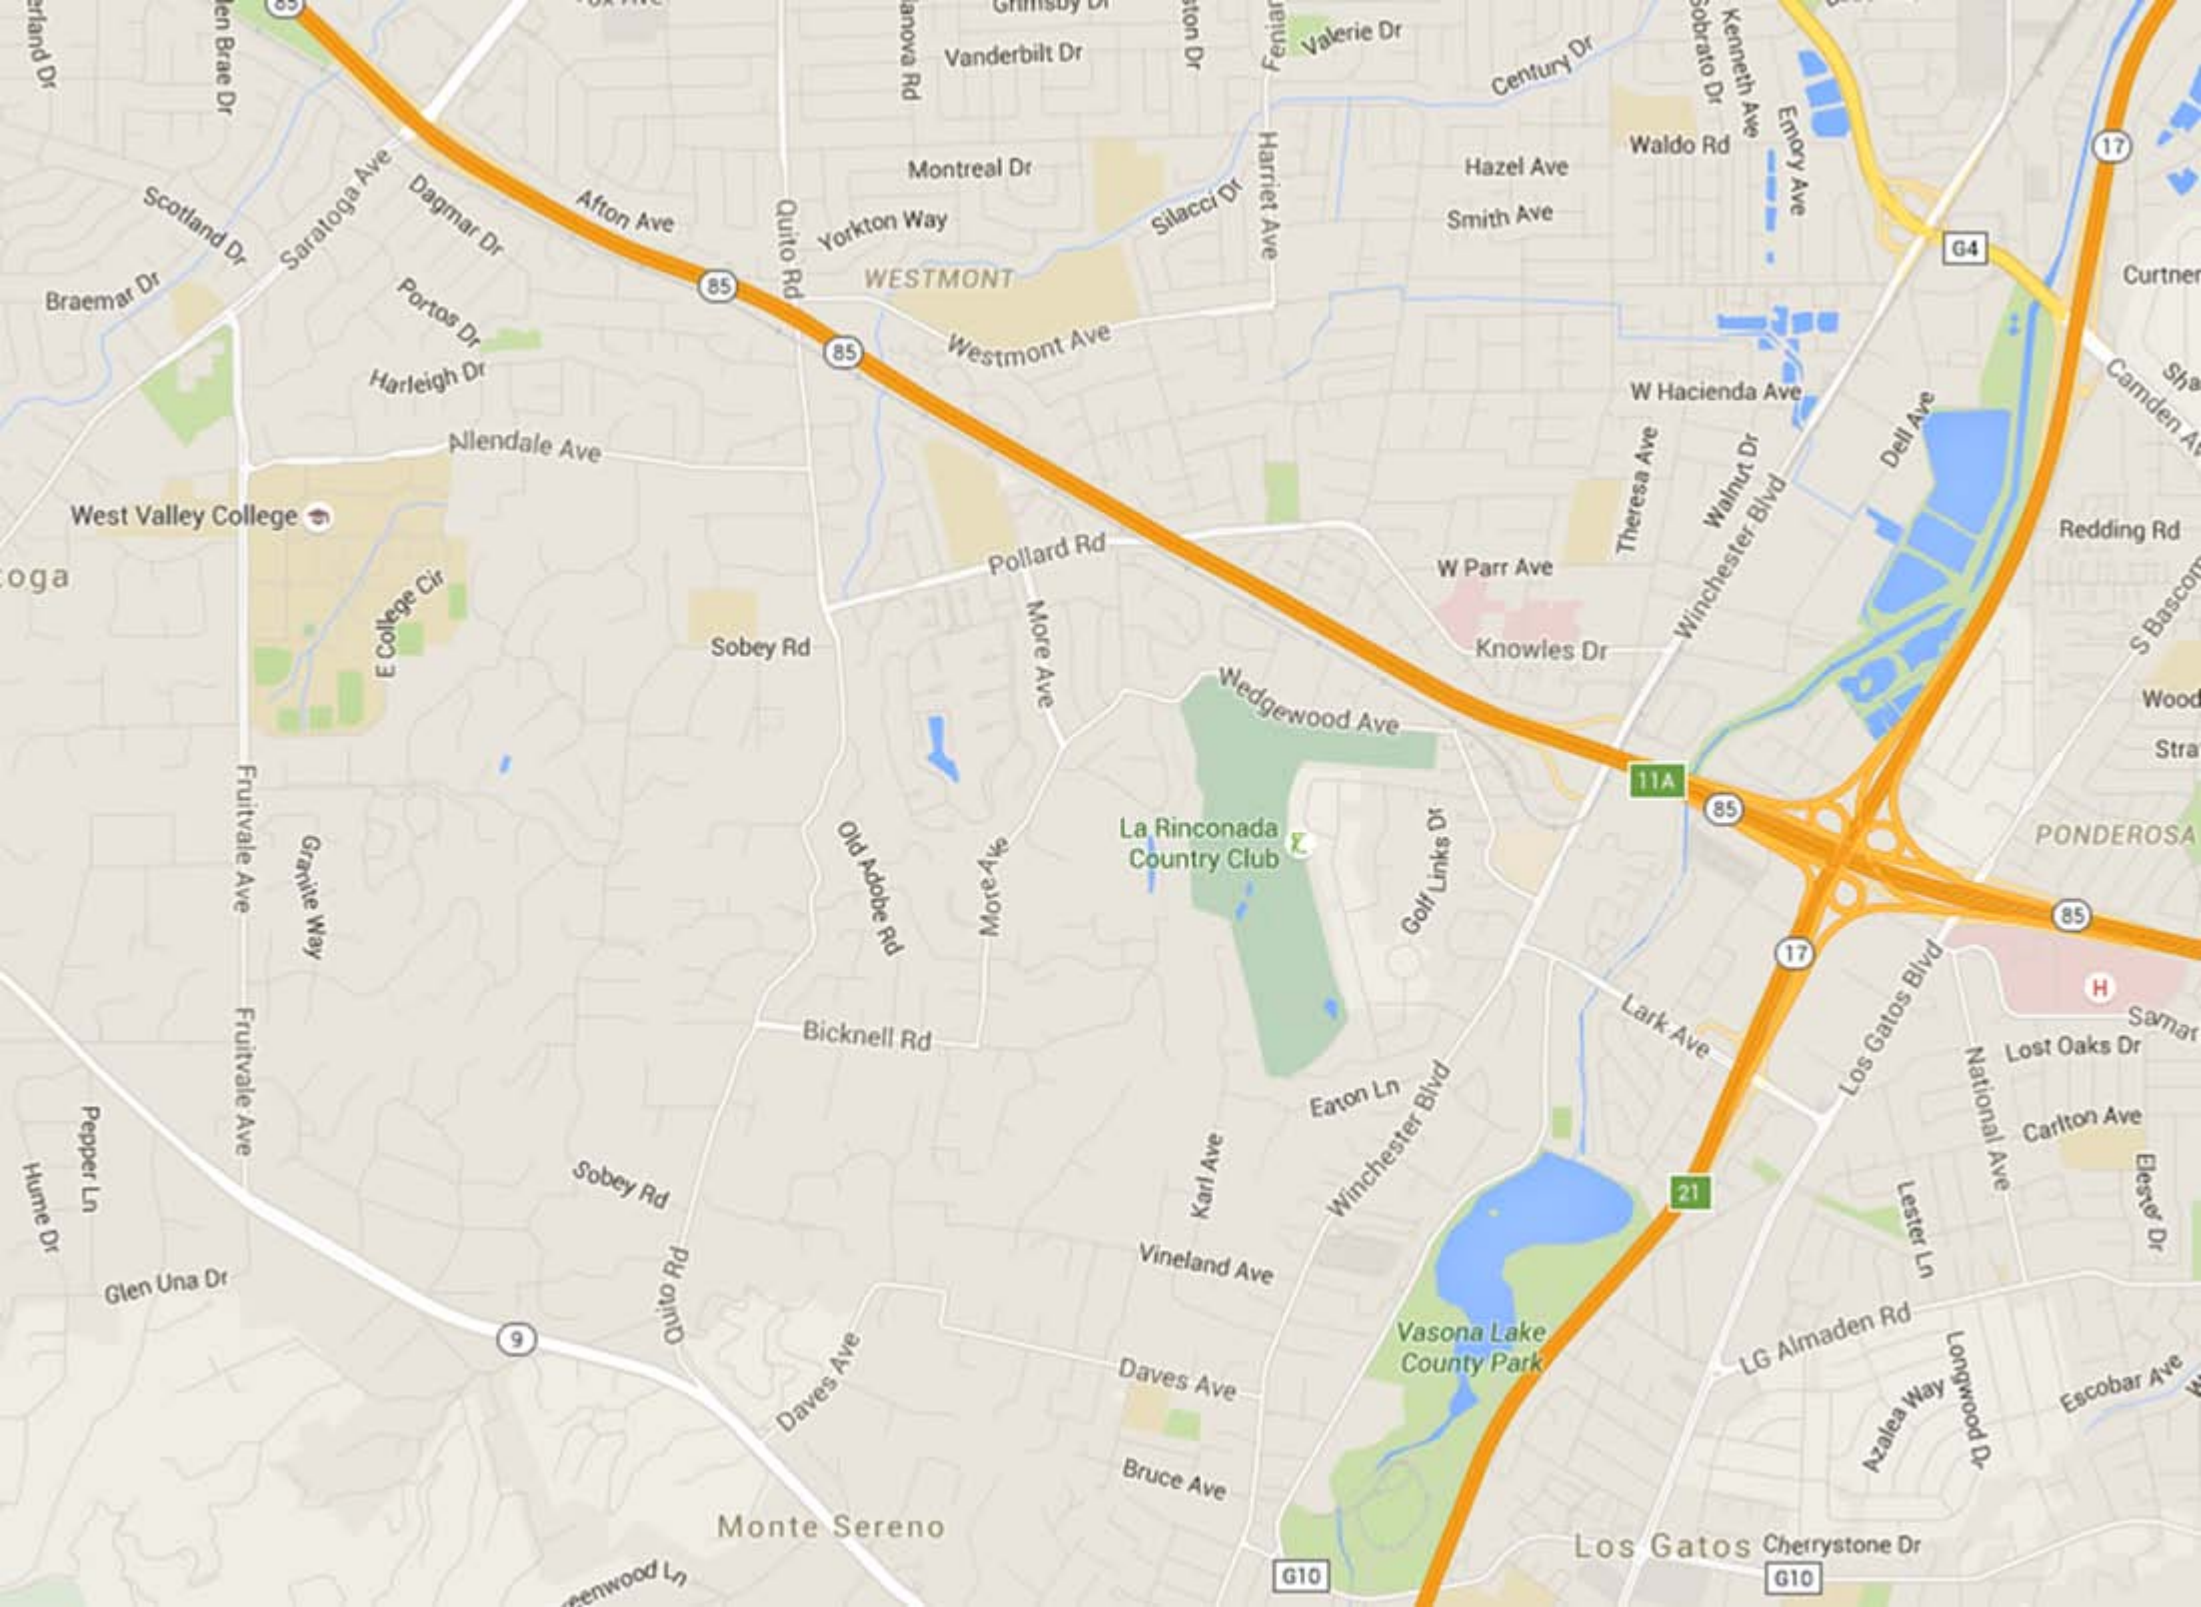 85
Vanderbilt Dr
Valerie Dr
Century Dr
Kenneth Ave
Emory Ave
Waldo Rd
17
Montreal Dr
Harriet Ave
Hazel Ave
Saratoga Ave
Scotland Dr
Dagmar Dr
Afton Ave
Quito Rd
Yorkton Way
Silacci Dr
Smith Ave
G4
WESTMONT
85
Braemar Dr
Portos Dr
85
Westmont Ave
Harleigh Dr
W Hacienda Ave
Dell Ave
Allendale Ave
Theresa Ave
Walnut Dr
Winchester Blvd
West Valley College
Redding Rd
Pollard Rd
W Parr Ave
E College Cir
Sobey Rd
More Ave
Knowles Dr
Wedgewood Ave
11A
85
Fruitvale Ave
Granite Way
Old Adobe Rd
More Ave
La Rinconada
Country Club
Golf Links Dr
PONDEROSA
85
17
H
Bicknell Rd
Lark Ave
Los Gatos Blvd
Lost Oaks Dr
Fruitvale Ave
National Ave
Eaton Ln
Winchester Blvd
Carlton Ave
Pepper Ln
Hume Dr
Sobey Rd
Karl Ave
21
Lester Ln
Glen Una Dr
Quito Rd
Vineland Ave
9
Daves Ave
Vasona Lake
County Park
LG Almaden Rd
Daves Ave
Longwood Dr
Azalea Way
Escobar Ave
Bruce Ave
Monte Sereno
Los Gatos
Cherrystone Dr
G10
G10